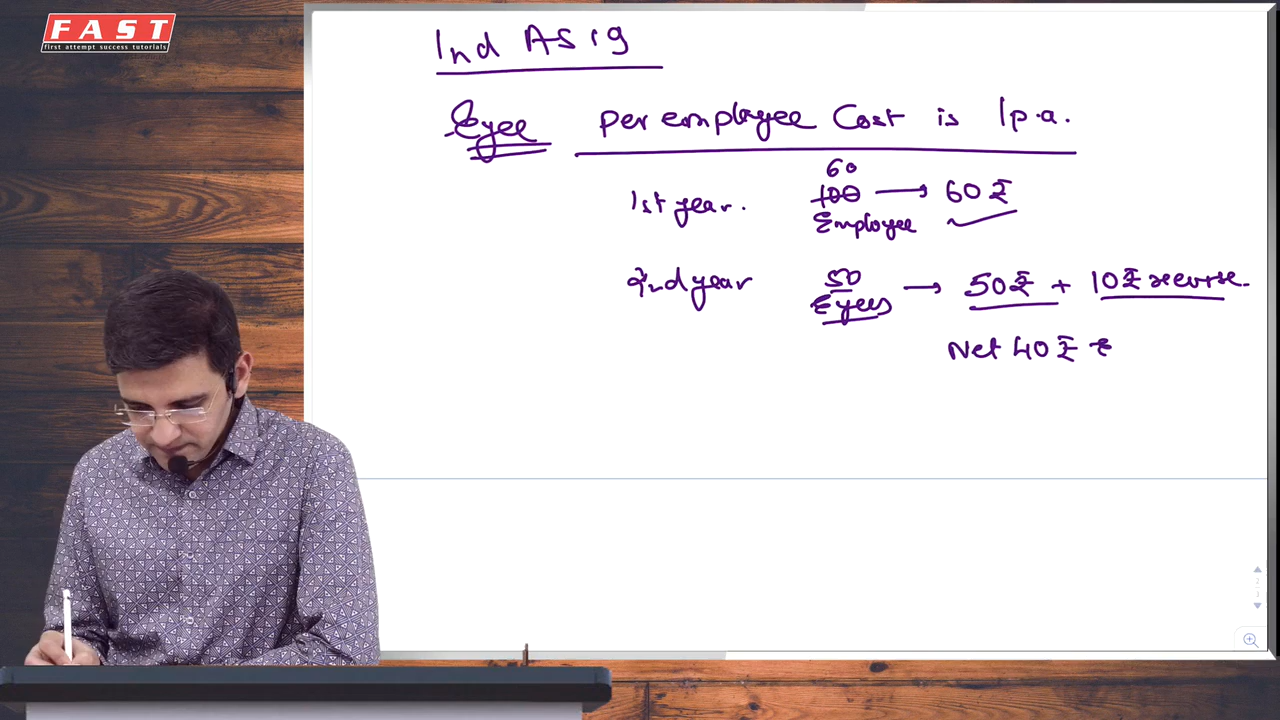 FAST
first attempt success tutorials
Ind AS 19
Eyee Per employee Cost is 1 p.a.
60
1st year. 100 → 60 ₹
Employee
2nd year 50 → 50₹ + 10₹ reverse.
Eyees
Net 40 ₹